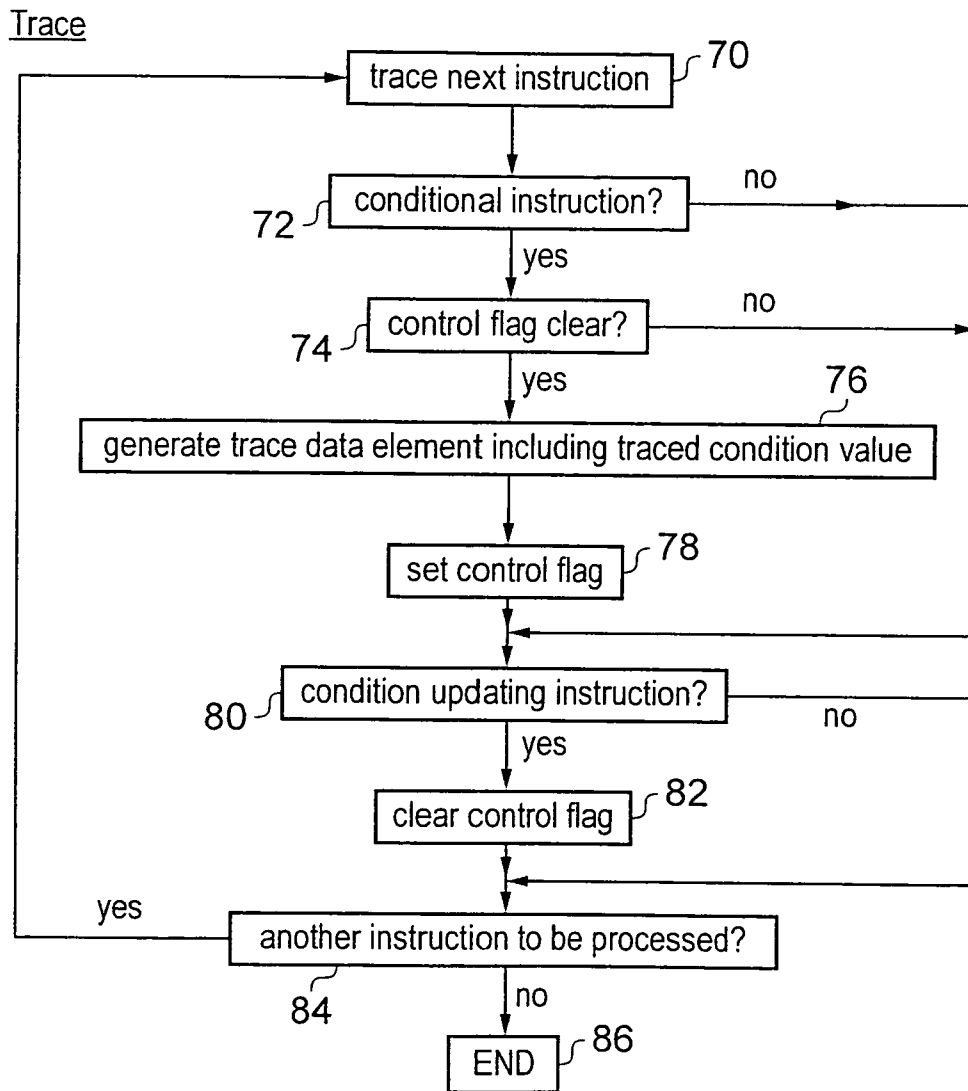 Trace
trace next instruction
70
conditional instruction?
no
72
yes
control flag clear?
no
74
yes
76
generate trace data element including traced condition value
set control flag
78
condition updating instruction?
80
no
yes
clear control flag
82
yes
another instruction to be processed?
84
no
END
86